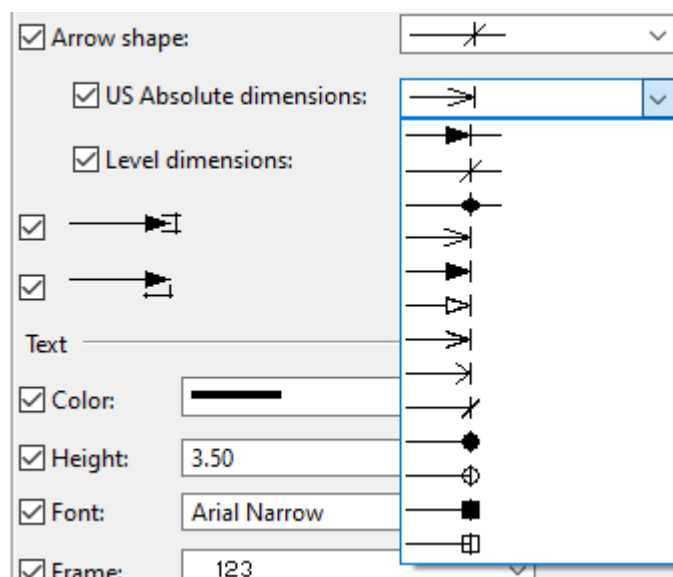 Arrow shape:
US Absolute dimensions:
Level dimensions:
Text
Color:
Height: 3.50
Font: Arial Narrow
Frame: 123